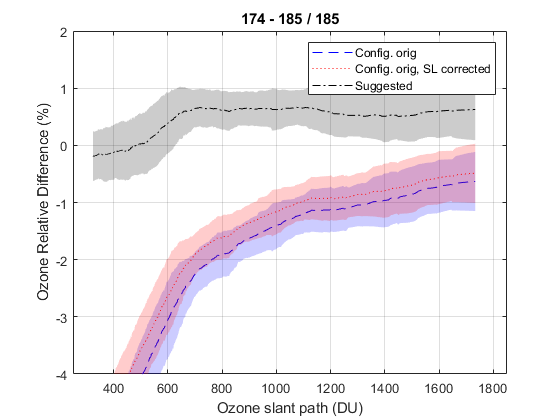 174 - 185 / 185
2
1
0
-1
-2
-3
-4
Ozone Relative Difference (%)
Config. orig
Config. orig, SL corrected
Suggested
400
600
800
1000
1200
1400
1600
1800
Ozone slant path (DU)